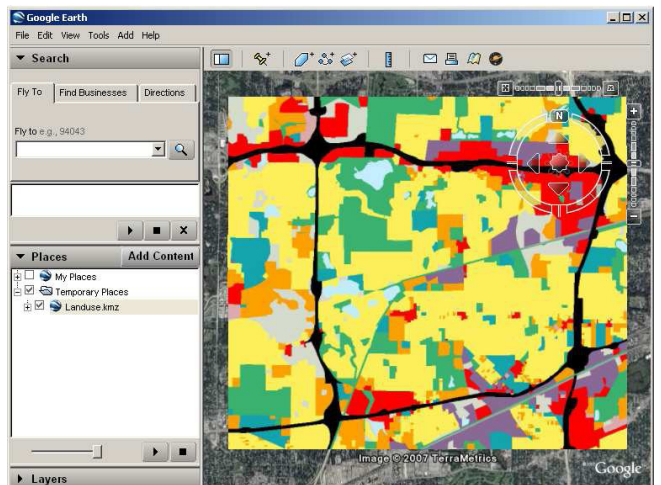 Google Earth
File Edit View Tools Add Help
Search
Fly To Find Businesses Directions
Fly to e.g., 94043
Places Add Content
My Places
Temporary Places
Landuse.kmz
Layers
N
Image © 2007 TerraMetrics
Google